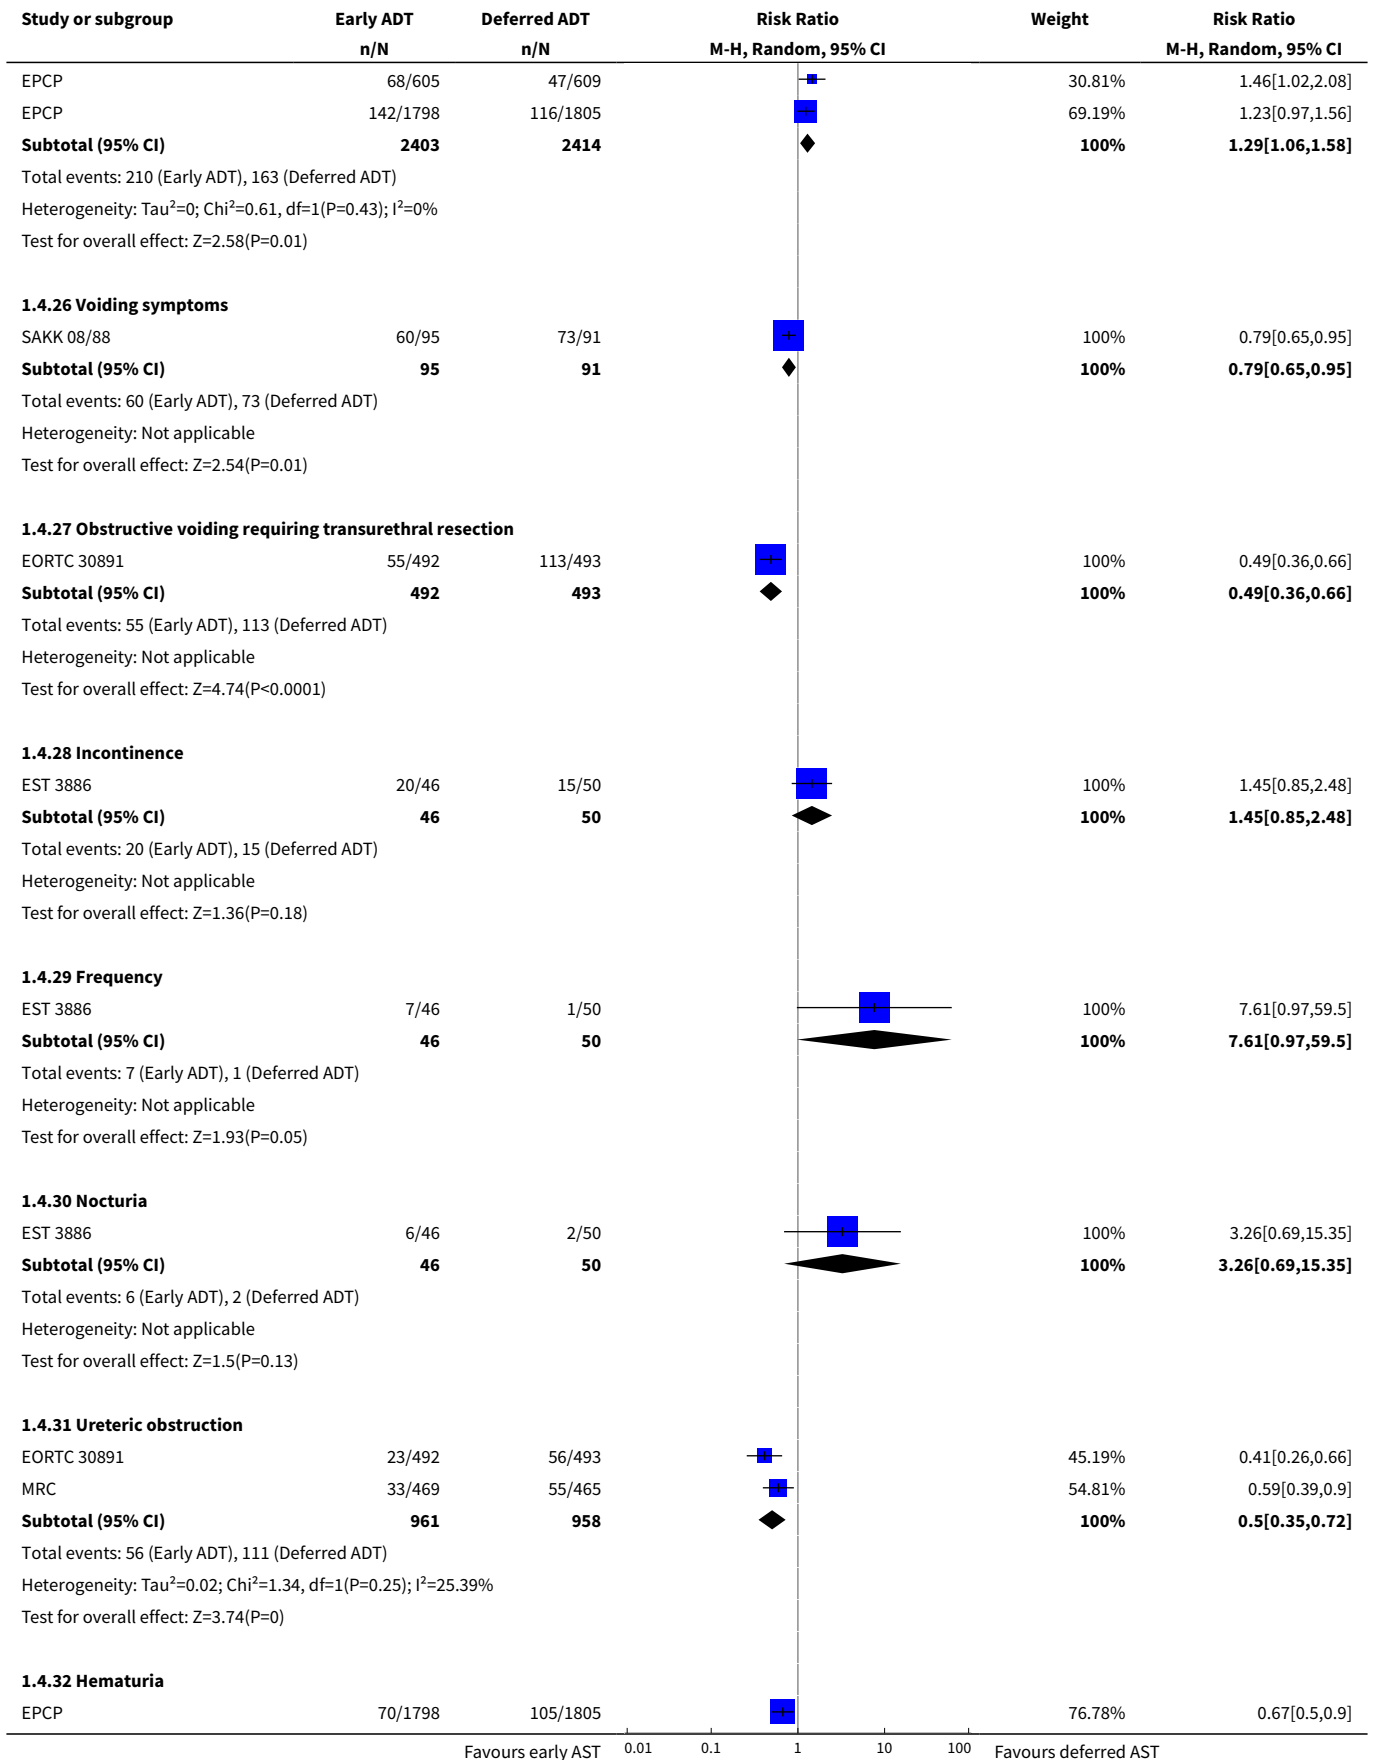 Study or subgroup Early ADT Deferred ADT Risk Ratio Weight Risk Ratio
n/N n/N M-H, Random, 95% CI M-H, Random, 95% CI
EPCP 68/605 47/609 30.81% 1.46[1.02,2.08]
EPCP 142/1798 116/1805 69.19% 1.23[0.97,1.56]
Subtotal (95% CI) 2403 2414 100% 1.29[1.06,1.58]
Total events: 210 (Early ADT), 163 (Deferred ADT)
Heterogeneity: Tau²=0; Chi²=0.61, df=1(P=0.43); I²=0%
Test for overall effect: Z=2.58(P=0.01)
1.4.26 Voiding symptoms
SAKK 08/88 60/95 73/91 100% 0.79[0.65,0.95]
Subtotal (95% CI) 95 91 100% 0.79[0.65,0.95]
Total events: 60 (Early ADT), 73 (Deferred ADT)
Heterogeneity: Not applicable
Test for overall effect: Z=2.54(P=0.01)
1.4.27 Obstructive voiding requiring transurethral resection
EORTC 30891 55/492 113/493 100% 0.49[0.36,0.66]
Subtotal (95% CI) 492 493 100% 0.49[0.36,0.66]
Total events: 55 (Early ADT), 113 (Deferred ADT)
Heterogeneity: Not applicable
Test for overall effect: Z=4.74(P<0.0001)
1.4.28 Incontinence
EST 3886 20/46 15/50 100% 1.45[0.85,2.48]
Subtotal (95% CI) 46 50 100% 1.45[0.85,2.48]
Total events: 20 (Early ADT), 15 (Deferred ADT)
Heterogeneity: Not applicable
Test for overall effect: Z=1.36(P=0.18)
1.4.29 Frequency
EST 3886 7/46 1/50 100% 7.61[0.97,59.5]
Subtotal (95% CI) 46 50 100% 7.61[0.97,59.5]
Total events: 7 (Early ADT), 1 (Deferred ADT)
Heterogeneity: Not applicable
Test for overall effect: Z=1.93(P=0.05)
1.4.30 Nocturia
EST 3886 6/46 2/50 100% 3.26[0.69,15.35]
Subtotal (95% CI) 46 50 100% 3.26[0.69,15.35]
Total events: 6 (Early ADT), 2 (Deferred ADT)
Heterogeneity: Not applicable
Test for overall effect: Z=1.5(P=0.13)
1.4.31 Ureteric obstruction
EORTC 30891 23/492 56/493 45.19% 0.41[0.26,0.66]
MRC 33/469 55/465 54.81% 0.59[0.39,0.9]
Subtotal (95% CI) 961 958 100% 0.5[0.35,0.72]
Total events: 56 (Early ADT), 111 (Deferred ADT)
Heterogeneity: Tau²=0.02; Chi²=1.34, df=1(P=0.25); I²=25.39%
Test for overall effect: Z=3.74(P=0)
1.4.32 Hematuria
EPCP 70/1798 105/1805 76.78% 0.67[0.5,0.9]
Favours early AST 0.01 0.1 1 10 100 Favours deferred AST